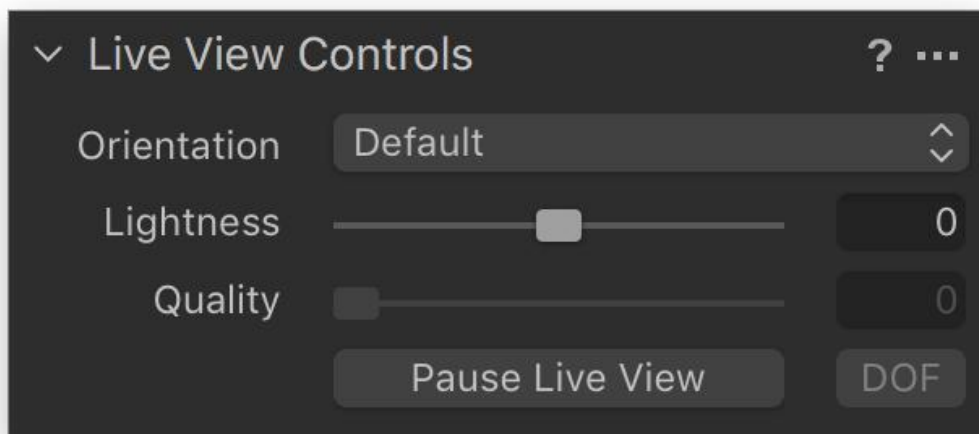 Live View Controls ? ...
Orientation Default
Lightness 0
Quality 0
Pause Live View DOF